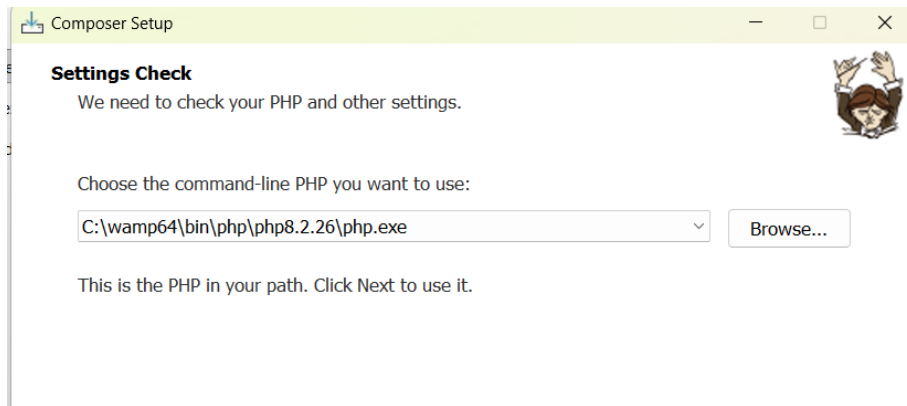 Composer Setup
Settings Check
We need to check your PHP and other settings.
Choose the command-line PHP you want to use:
C:\wamp64\bin\php\php8.2.26\php.exe
Browse...
This is the PHP in your path. Click Next to use it.